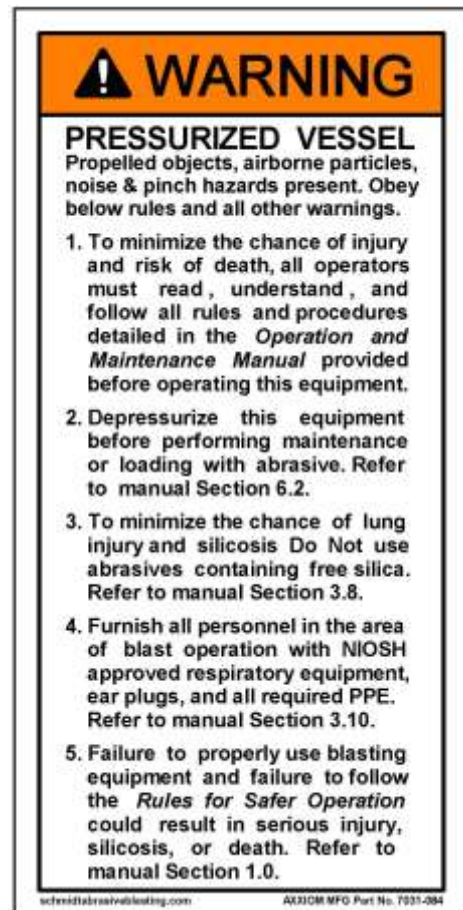 WARNING
PRESSURIZED VESSEL
Propelled objects, airborne particles,
noise & pinch hazards present. Obey
below rules and all other warnings.
1. To minimize the chance of injury
and risk of death, all operators
must read, understand, and
follow all rules and procedures
detailed in the Operation and
Maintenance Manual provided
before operating this equipment.
2. Depressurize this equipment
before performing maintenance
or loading with abrasive. Refer
to manual Section 6.2.
3. To minimize the chance of lung
injury and silicosis Do Not use
abrasives containing free silica.
Refer to manual Section 3.8.
4. Furnish all personnel in the area
of blast operation with NIOSH
approved respiratory equipment,
ear plugs, and all required PPE.
Refer to manual Section 3.10.
5. Failure to properly use blasting
equipment and failure to follow
the Rules for Safer Operation
could result in serious injury,
silicosis, or death. Refer to
manual Section 1.0.
schmidtabrasiveblasting.com AXXIOM MFG Part No. 7031-084